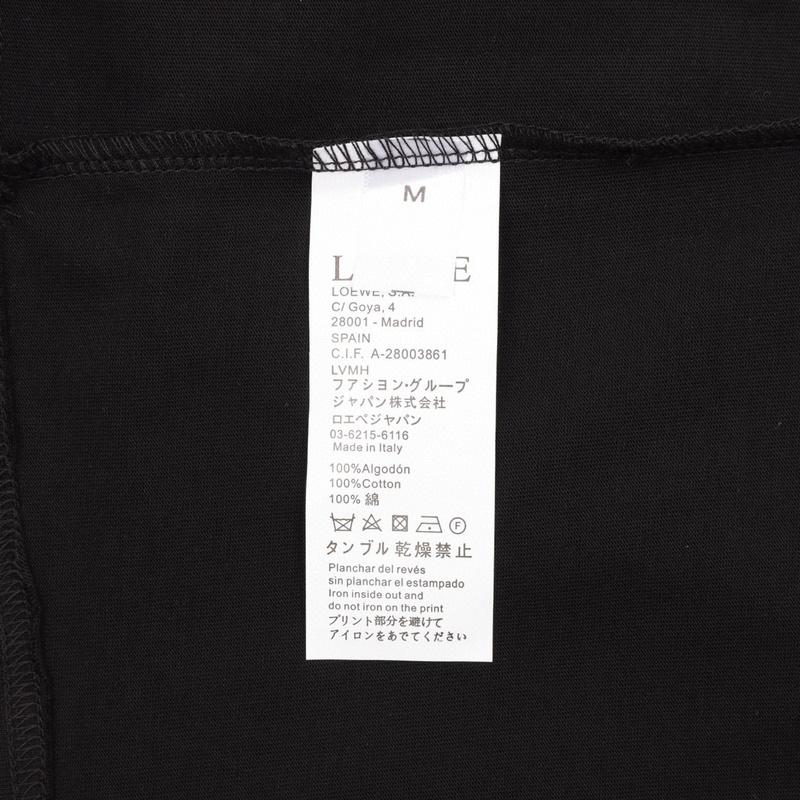 M
L E
LOEWE, S.A.
C/ Goya, 4
28001 - Madrid
SPAIN
C.I.F. A-28003861
LVMH
ファシヨン・グループ
ジャパン株式会社
ロエペジャパン
03-6215-6116
Made in Italy
100%Algodón
100%Cotton
100% 綿
F
タンブル乾燥禁止
Planchar del revés
sin planchar el estampado
Iron inside out and
do not iron on the print
プリント部分を避けて
アイロンをあでてください